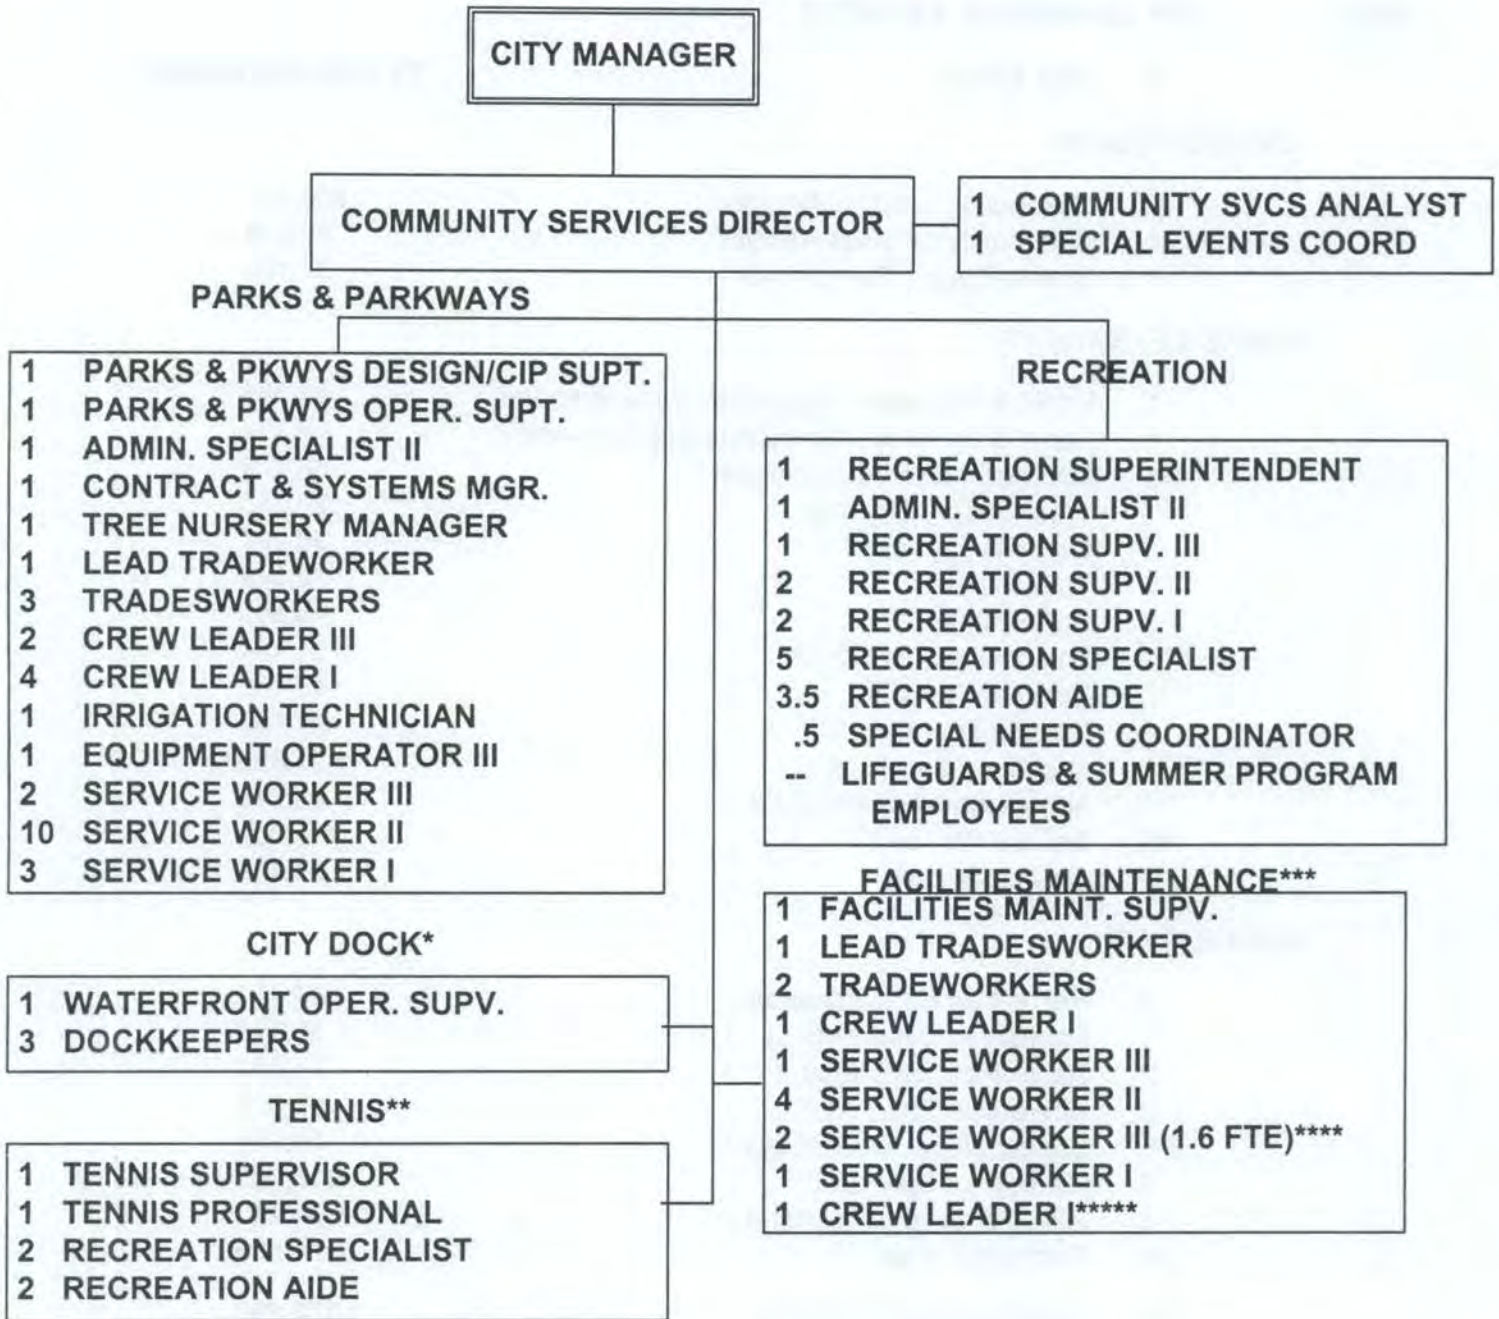 CITY MANAGER
COMMUNITY SERVICES DIRECTOR
1 COMMUNITY SVCS ANALYST
1 SPECIAL EVENTS COORD
PARKS & PARKWAYS
1 PARKS & PKWYS DESIGN/CIP SUPT.
1 PARKS & PKWYS OPER. SUPT.
1 ADMIN. SPECIALIST II
1 CONTRACT & SYSTEMS MGR.
1 TREE NURSERY MANAGER
1 LEAD TRADEWORKER
3 TRADESWORKERS
2 CREW LEADER III
4 CREW LEADER I
1 IRRIGATION TECHNICIAN
1 EQUIPMENT OPERATOR III
2 SERVICE WORKER III
10 SERVICE WORKER II
3 SERVICE WORKER I
RECREATION
1 RECREATION SUPERINTENDENT
1 ADMIN. SPECIALIST II
1 RECREATION SUPV. III
2 RECREATION SUPV. II
2 RECREATION SUPV. I
5 RECREATION SPECIALIST
3.5 RECREATION AIDE
.5 SPECIAL NEEDS COORDINATOR
-- LIFEGUARDS & SUMMER PROGRAM
EMPLOYEES
CITY DOCK*
1 WATERFRONT OPER. SUPV.
3 DOCKKEEPERS
FACILITIES MAINTENANCE***
1 FACILITIES MAINT. SUPV.
1 LEAD TRADESWORKER
2 TRADEWORKERS
1 CREW LEADER I
1 SERVICE WORKER III
4 SERVICE WORKER II
2 SERVICE WORKER III (1.6 FTE)****
1 SERVICE WORKER I
1 CREW LEADER I*****
TENNIS**
1 TENNIS SUPERVISOR
1 TENNIS PROFESSIONAL
2 RECREATION SPECIALIST
2 RECREATION AIDE